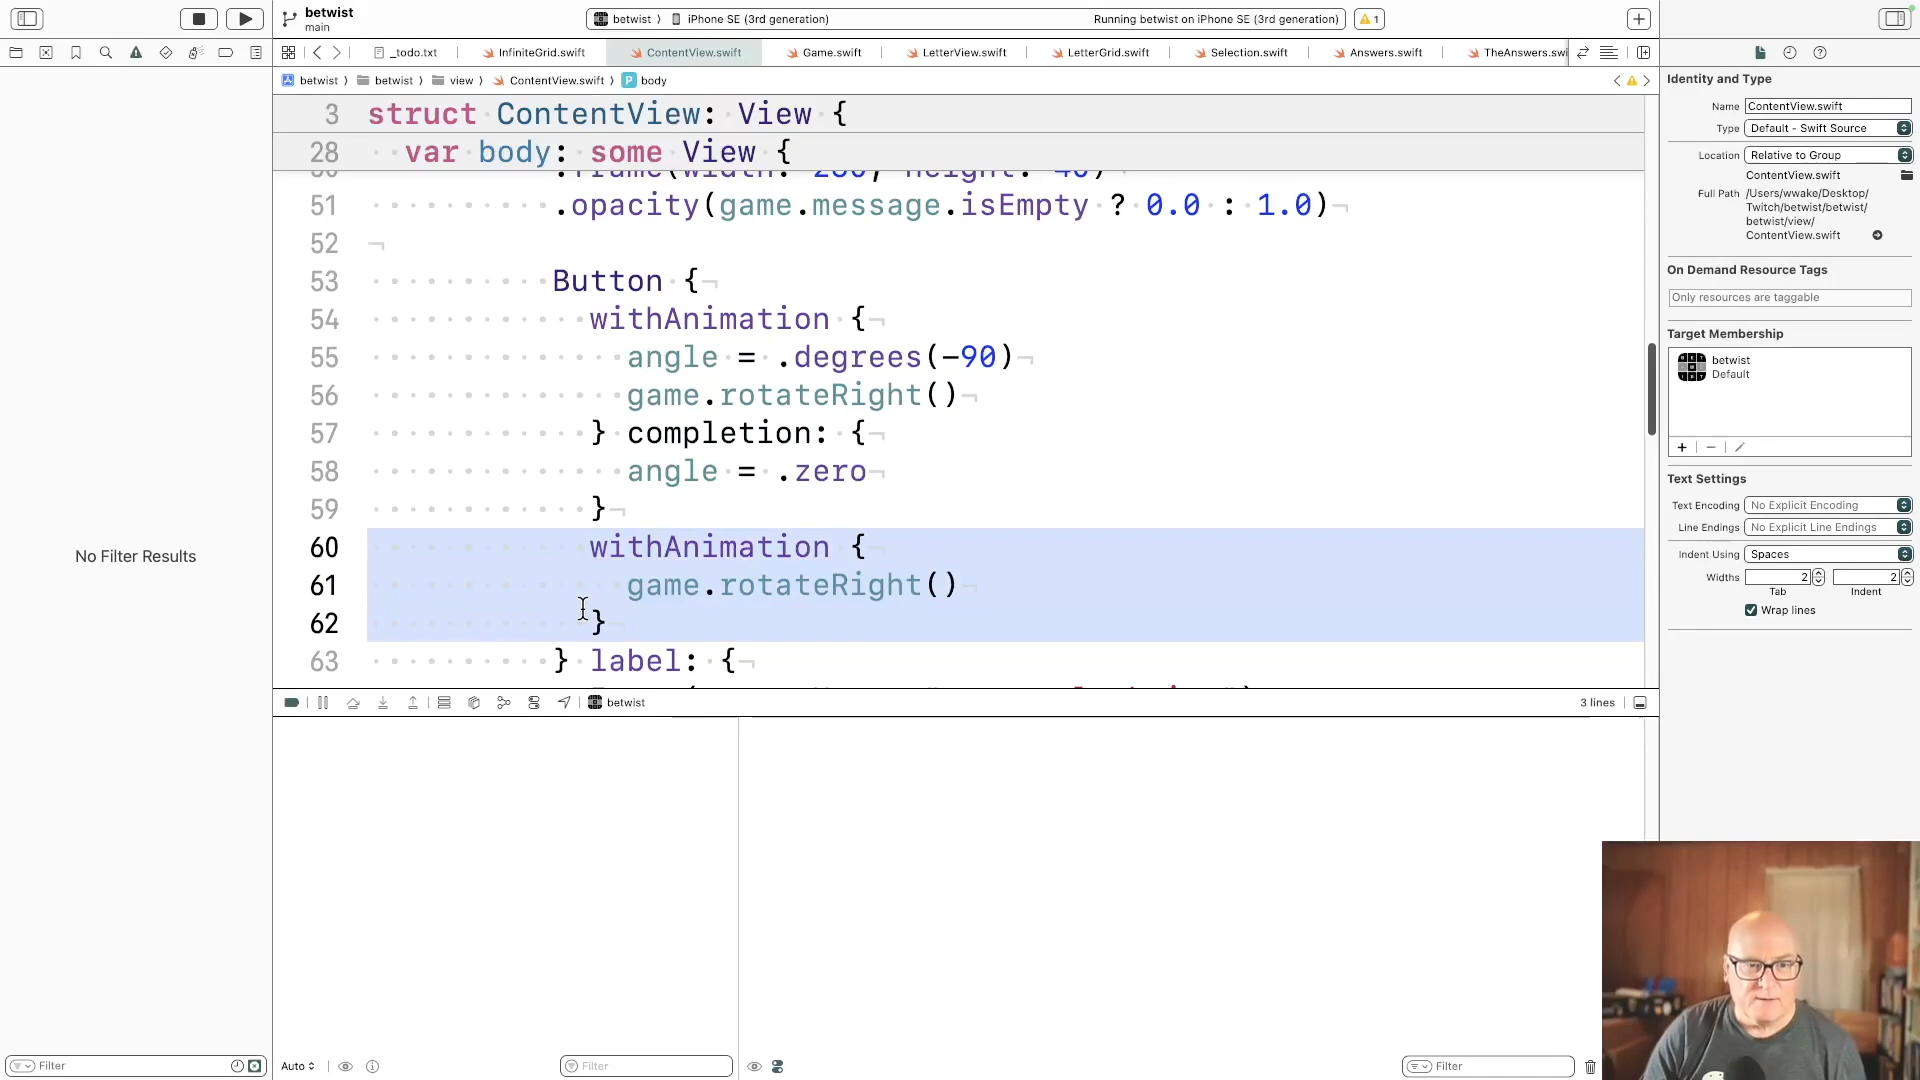 betwist
main
betwist
iPhone SE (3rd generation)
Running betwist on iPhone SE (3rd generation)
1
_todo.txt
InfiniteGrid.swift
ContentView.swift
Game.swift
LetterView.swift
LetterGrid.swift
Selection.swift
Answers.swift
TheAnswers.swi
betwist
betwist
view
ContentView.swift
P
body
3 struct ContentView: View {
28 var body: some View {
51 .opacity(game.message.isEmpty ? 0.0 : 1.0)
52
53 Button {
54 withAnimation {
55 angle = .degrees(-90)
56 game.rotateRight()
57 } completion: {
58 angle = .zero
59 }
60 withAnimation {
61 game.rotateRight()
62 }
63 } label: {
No Filter Results
betwist
3 lines
Filter
Auto
Filter
Filter
Identity and Type
Name ContentView.swift
Type Default - Swift Source
Location Relative to Group
ContentView.swift
Full Path /Users/wwake/Desktop/
Twitch/betwist/betwist/
betwist/view/
ContentView.swift
On Demand Resource Tags
Only resources are taggable
Target Membership
betwist
Default
Text Settings
Text Encoding No Explicit Encoding
Line Endings No Explicit Line Endings
Indent Using Spaces
Widths 2 2
Tab Indent
Wrap lines